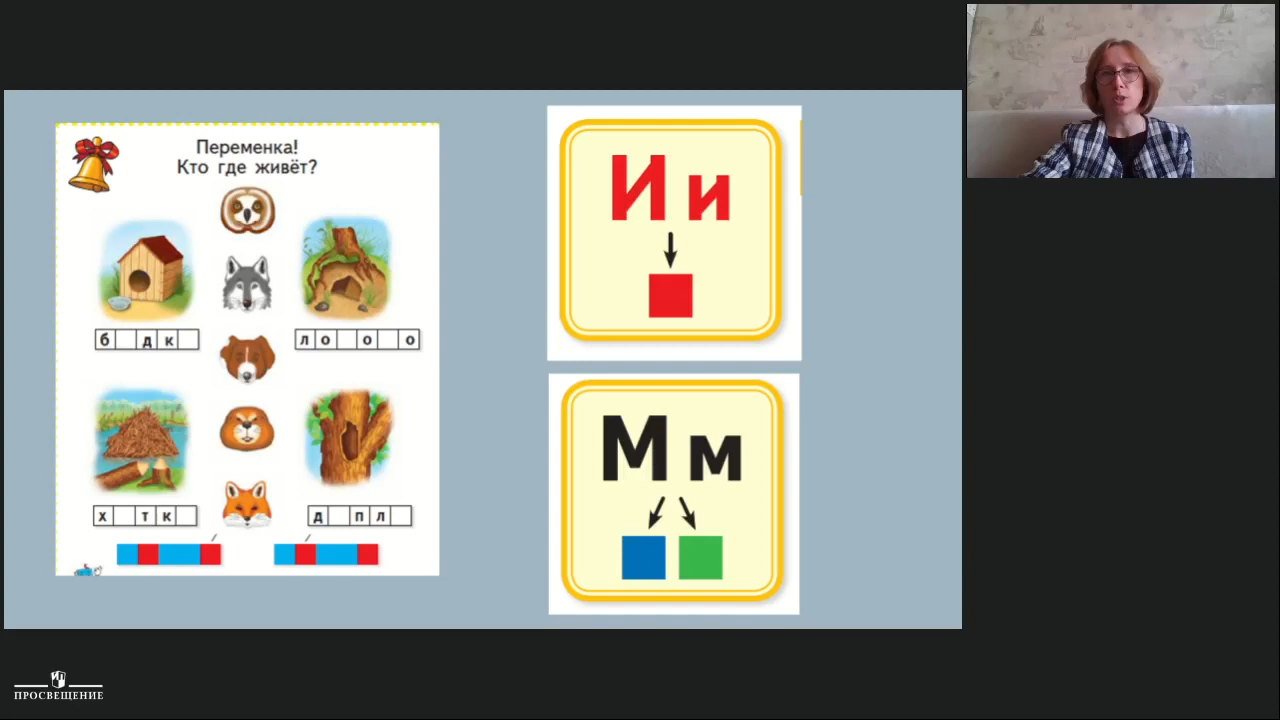 Переменка!
Кто где живёт?
б д к
л о о о
х т к
д п л
И и
М м
ПРОСВЕЩЕНИЕ